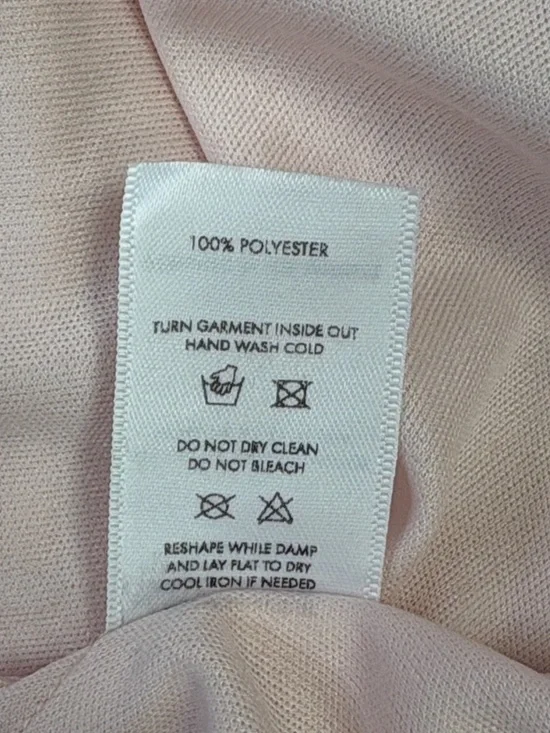 100% POLYESTER
TURN GARMENT INSIDE OUT
HAND WASH COLD
DO NOT DRY CLEAN
DO NOT BLEACH
RESHAPE WHILE DAMP
AND LAY FLAT TO DRY
COOL IRON IF NEEDED